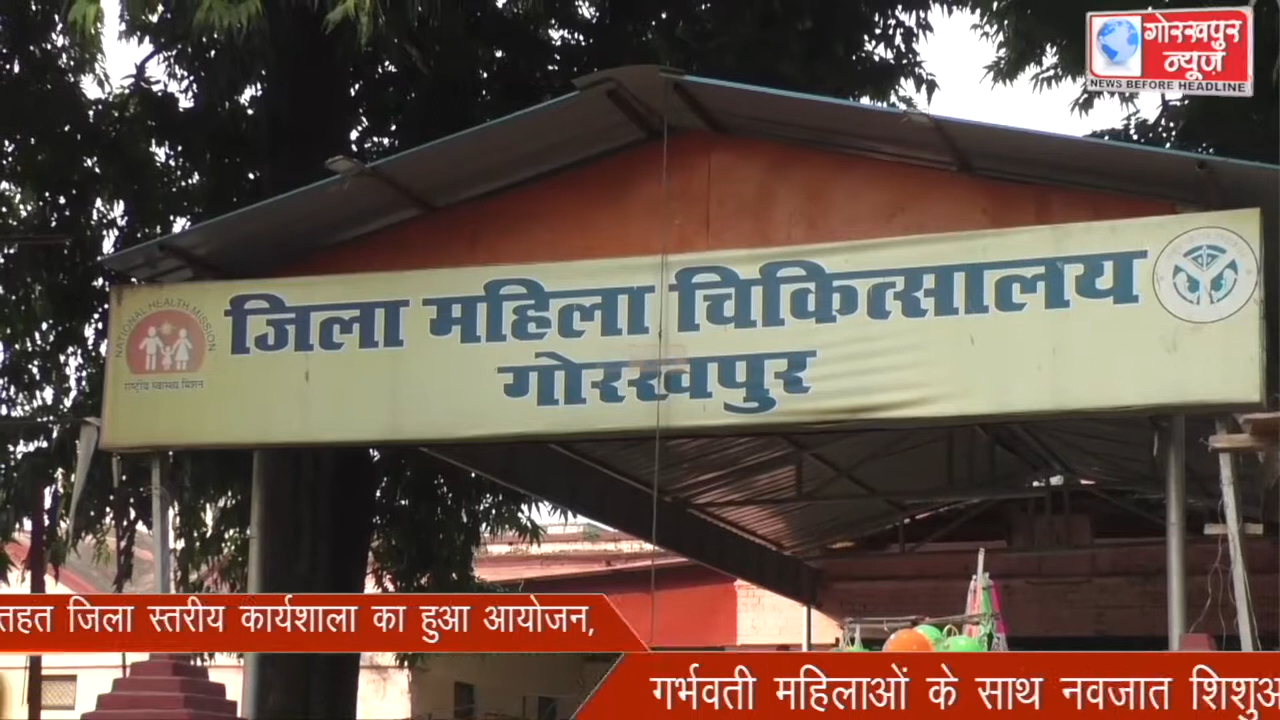 गोरखपुर
न्यूज़
NEWS BEFORE HEADLINE
NATIONAL HEALTH MISSION
राष्ट्रीय स्वास्थ्य मिशन
जिला महिला चिकित्सालय
गोरखपुर
तहत जिला स्तरीय कार्यशाला का हुआ आयोजन,
गर्भवती महिलाओं के साथ नवजात